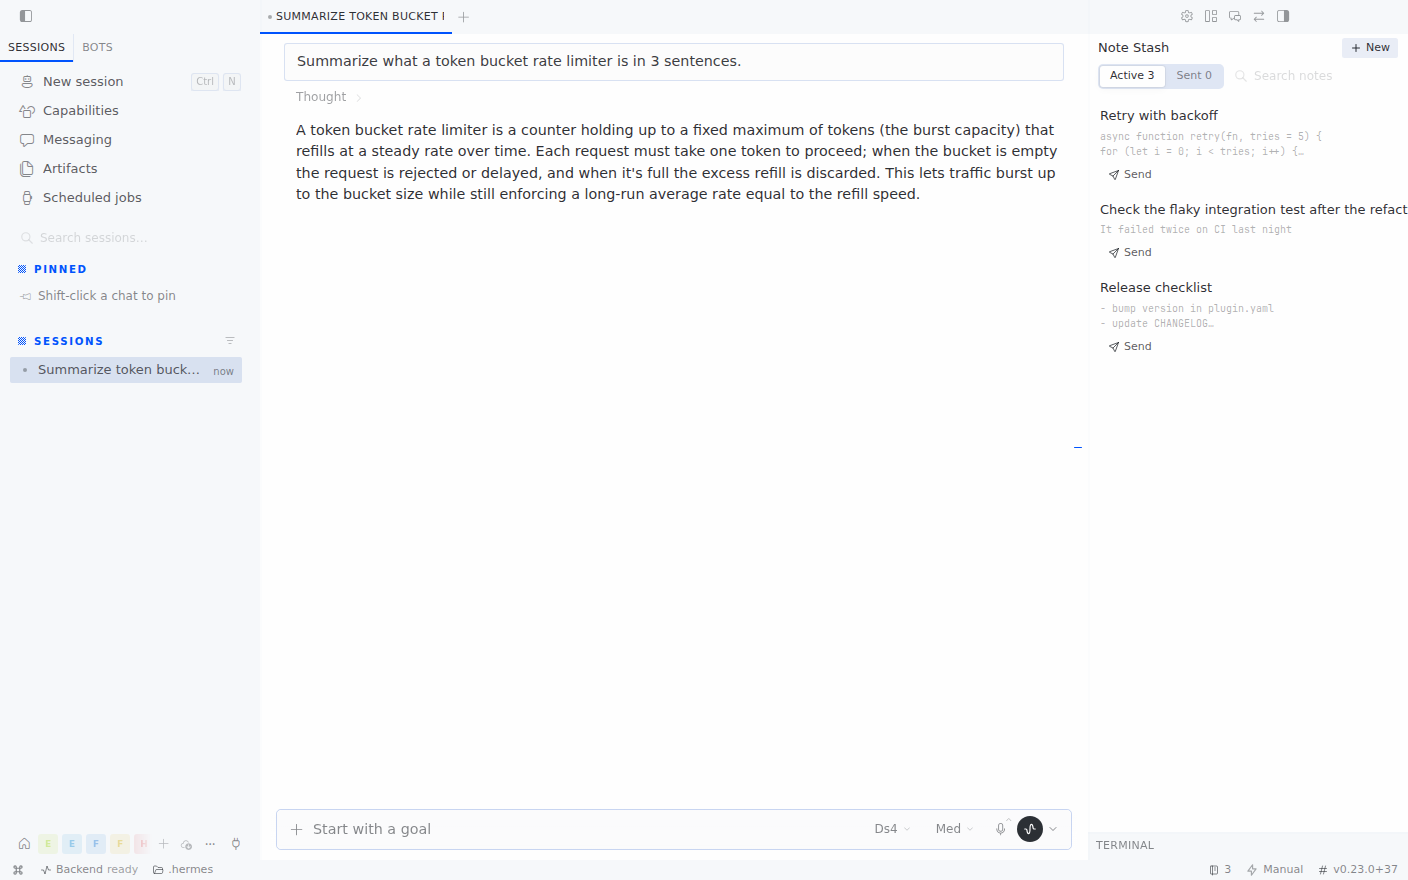 SUMMARIZE TOKEN BUCKET
SESSIONS
BOTS
New session
Ctrl N
Capabilities
Messaging
Artifacts
Scheduled jobs
Search sessions...
PINNED
Shift-click a chat to pin
SESSIONS
Summarize token buck...
now
Summarize what a token bucket rate limiter is in 3 sentences.
Thought
A token bucket rate limiter is a counter holding up to a fixed maximum of tokens (the burst capacity) that
refills at a steady rate over time. Each request must take one token to proceed; when the bucket is empty
the request is rejected or delayed, and when it's full the excess refill is discarded. This lets traffic burst up
to the bucket size while still enforcing a long-run average rate equal to the refill speed.
Start with a goal
Ds4
Med
Note Stash
New
Active 3
Sent 0
Search notes
Retry with backoff
async function retry(fn, tries = 5) {
for (let i = 0; i < tries; i++) {…
Send
Check the flaky integration test after the refact
It failed twice on CI last night
Send
Release checklist
- bump version in plugin.yaml
- update CHANGELOG…
Send
TERMINAL
E E F F H
Backend ready
.hermes
3
Manual
v0.23.0+37